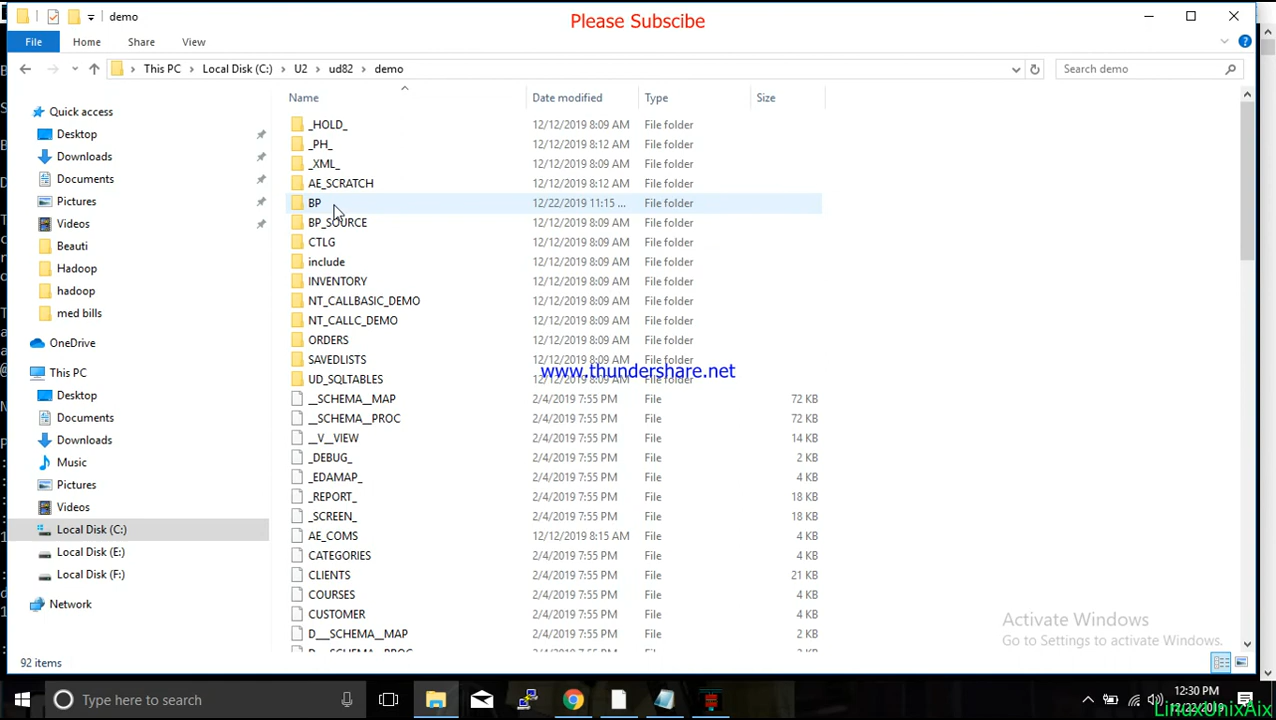 demo
Please Subscibe
File Home Share View
This PC Local Disk (C:) U2 ud82 demo
Search demo
Name Date modified Type Size
Quick access
Desktop
Downloads
Documents
Pictures
Videos
Beauti
Hadoop
hadoop
med bills
OneDrive
This PC
Desktop
Documents
Downloads
Music
Pictures
Videos
Local Disk (C:)
Local Disk (E:)
Local Disk (F:)
Network
_HOLD_ 12/12/2019 8:09 AM File folder
_PH_ 12/12/2019 8:12 AM File folder
_XML_ 12/12/2019 8:09 AM File folder
AE_SCRATCH 12/12/2019 8:12 AM File folder
BP 12/22/2019 11:15 ... File folder
BP_SOURCE 12/12/2019 8:09 AM File folder
CTLG 12/12/2019 8:09 AM File folder
include 12/12/2019 8:09 AM File folder
INVENTORY 12/12/2019 8:09 AM File folder
NT_CALLBASIC_DEMO 12/12/2019 8:09 AM File folder
NT_CALLC_DEMO 12/12/2019 8:09 AM File folder
ORDERS 12/12/2019 8:09 AM File folder
SAVEDLISTS 12/12/2019 8:09 AM File folder
www.thundershare.net
UD_SQLTABLES 12/12/2019 8:09 AM File folder
__SCHEMA__MAP 2/4/2019 7:55 PM File 72 KB
__SCHEMA__PROC 2/4/2019 7:55 PM File 72 KB
__V__VIEW 2/4/2019 7:55 PM File 14 KB
_DEBUG_ 2/4/2019 7:55 PM File 2 KB
_EDAMAP_ 2/4/2019 7:55 PM File 4 KB
_REPORT_ 2/4/2019 7:55 PM File 18 KB
_SCREEN_ 2/4/2019 7:55 PM File 18 KB
AE_COMS 12/12/2019 8:15 AM File 4 KB
CATEGORIES 2/4/2019 7:55 PM File 4 KB
CLIENTS 2/4/2019 7:55 PM File 21 KB
COURSES 2/4/2019 7:55 PM File 4 KB
CUSTOMER 2/4/2019 7:55 PM File 4 KB
D___SCHEMA__MAP 2/4/2019 7:55 PM File 2 KB
Activate Windows
Go to Settings to activate Windows.
92 items
Type here to search
12:30 PM
12/22/2019
LinuxUnixAix